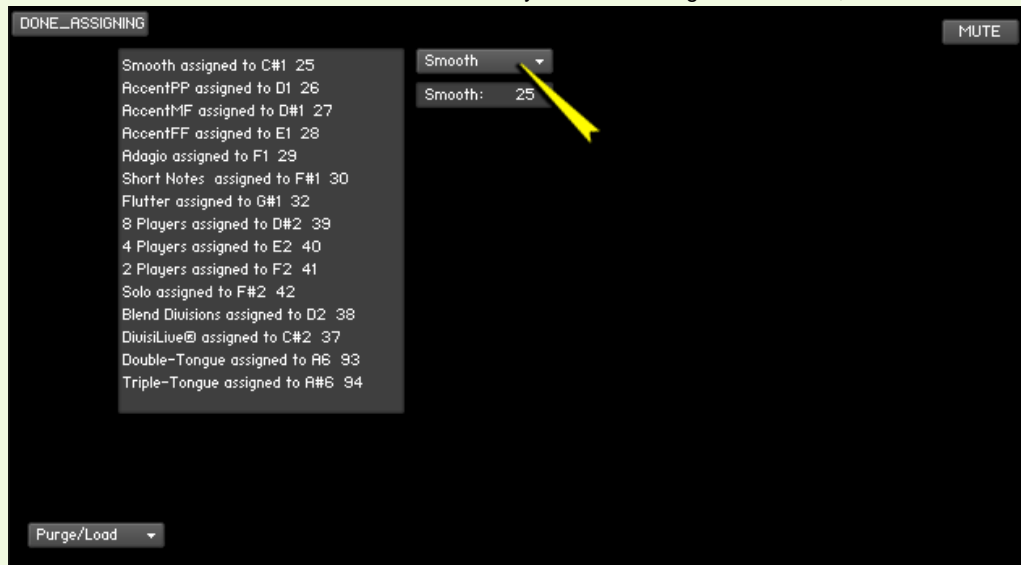 DONE_ASSIGNING
MUTE
Smooth assigned to C#1 25
AccentPP assigned to D1 26
AccentMF assigned to D#1 27
AccentFF assigned to E1 28
Adagio assigned to F1 29
Short Notes assigned to F#1 30
Flutter assigned to G#1 32
8 Players assigned to D#2 39
4 Players assigned to E2 40
2 Players assigned to F2 41
Solo assigned to F#2 42
Blend Divisions assigned to D2 38
DivisiLive® assigned to C#2 37
Double-Tongue assigned to A6 93
Triple-Tongue assigned to A#6 94
Smooth
Smooth: 25
Purge/Load